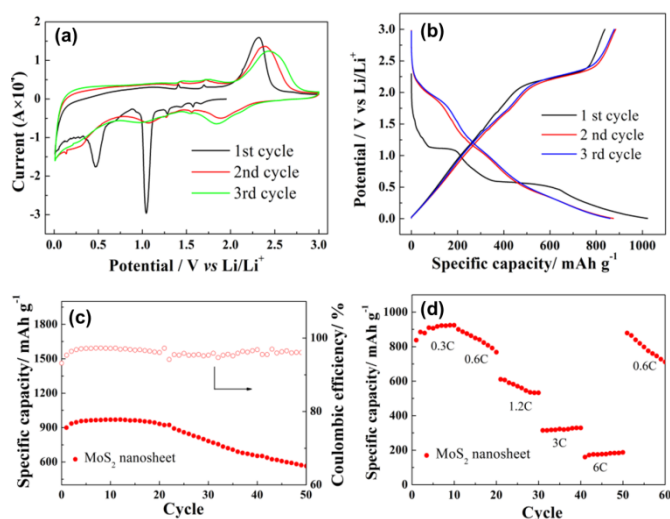 (a)
Current (A×10⁻)
1
0
-1
-2
-3
0.0 0.5 1.0 1.5 2.0 2.5 3.0
Potential / V vs Li/Li⁺
1st cycle
2nd cycle
3rd cycle
(b)
Potential / V vs Li/Li⁺
3.0
2.5
2.0
1.5
1.0
0.5
0.0
0 200 400 600 800 1000
Specific capacity/ mAh g⁻¹
1 st cycle
2 nd cycle
3 rd cycle
(c)
Specific capacity/ mAh g⁻¹
1800
1500
1200
900
600
0 10 20 30 40 50
Cycle
Coulombic efficiency/ %
100
80
60
MoS₂ nanosheet
(d)
Specific capacity/ mAh g⁻¹
1000
800
600
400
200
0
0 10 20 30 40 50 60
Cycle
0.3C
0.6C
1.2C
3C
6C
0.6C
MoS₂ nanosheet